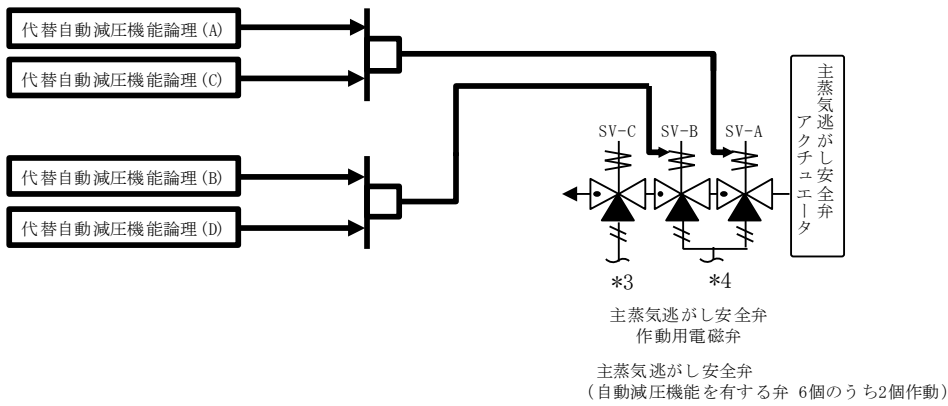 代替自動減圧機能論理(A)
代替自動減圧機能論理(C)
代替自動減圧機能論理(B)
代替自動減圧機能論理(D)
SV-C
SV-B
SV-A
主蒸気逃がし安全弁
アクチュエータ
*3
*4
主蒸気逃がし安全弁
作動用電磁弁
主蒸気逃がし安全弁
(自動減圧機能を有する弁 6個のうち2個作動)